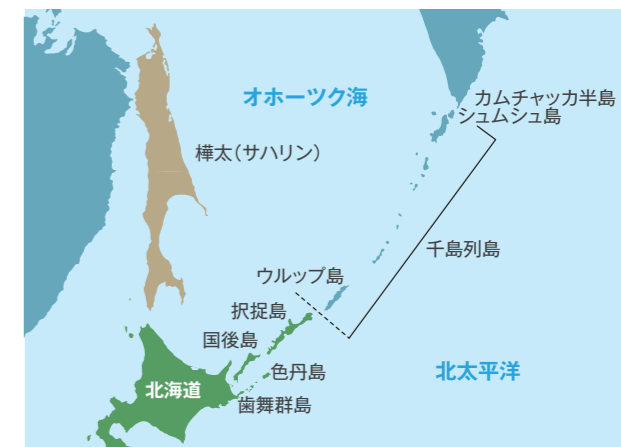 オホーツク海
カムチャッカ半島
シュムシュ島
樺太(サハリン)
千島列島
ウルップ島
択捉島
国後島
色丹島
北太平洋
北海道
歯舞群島